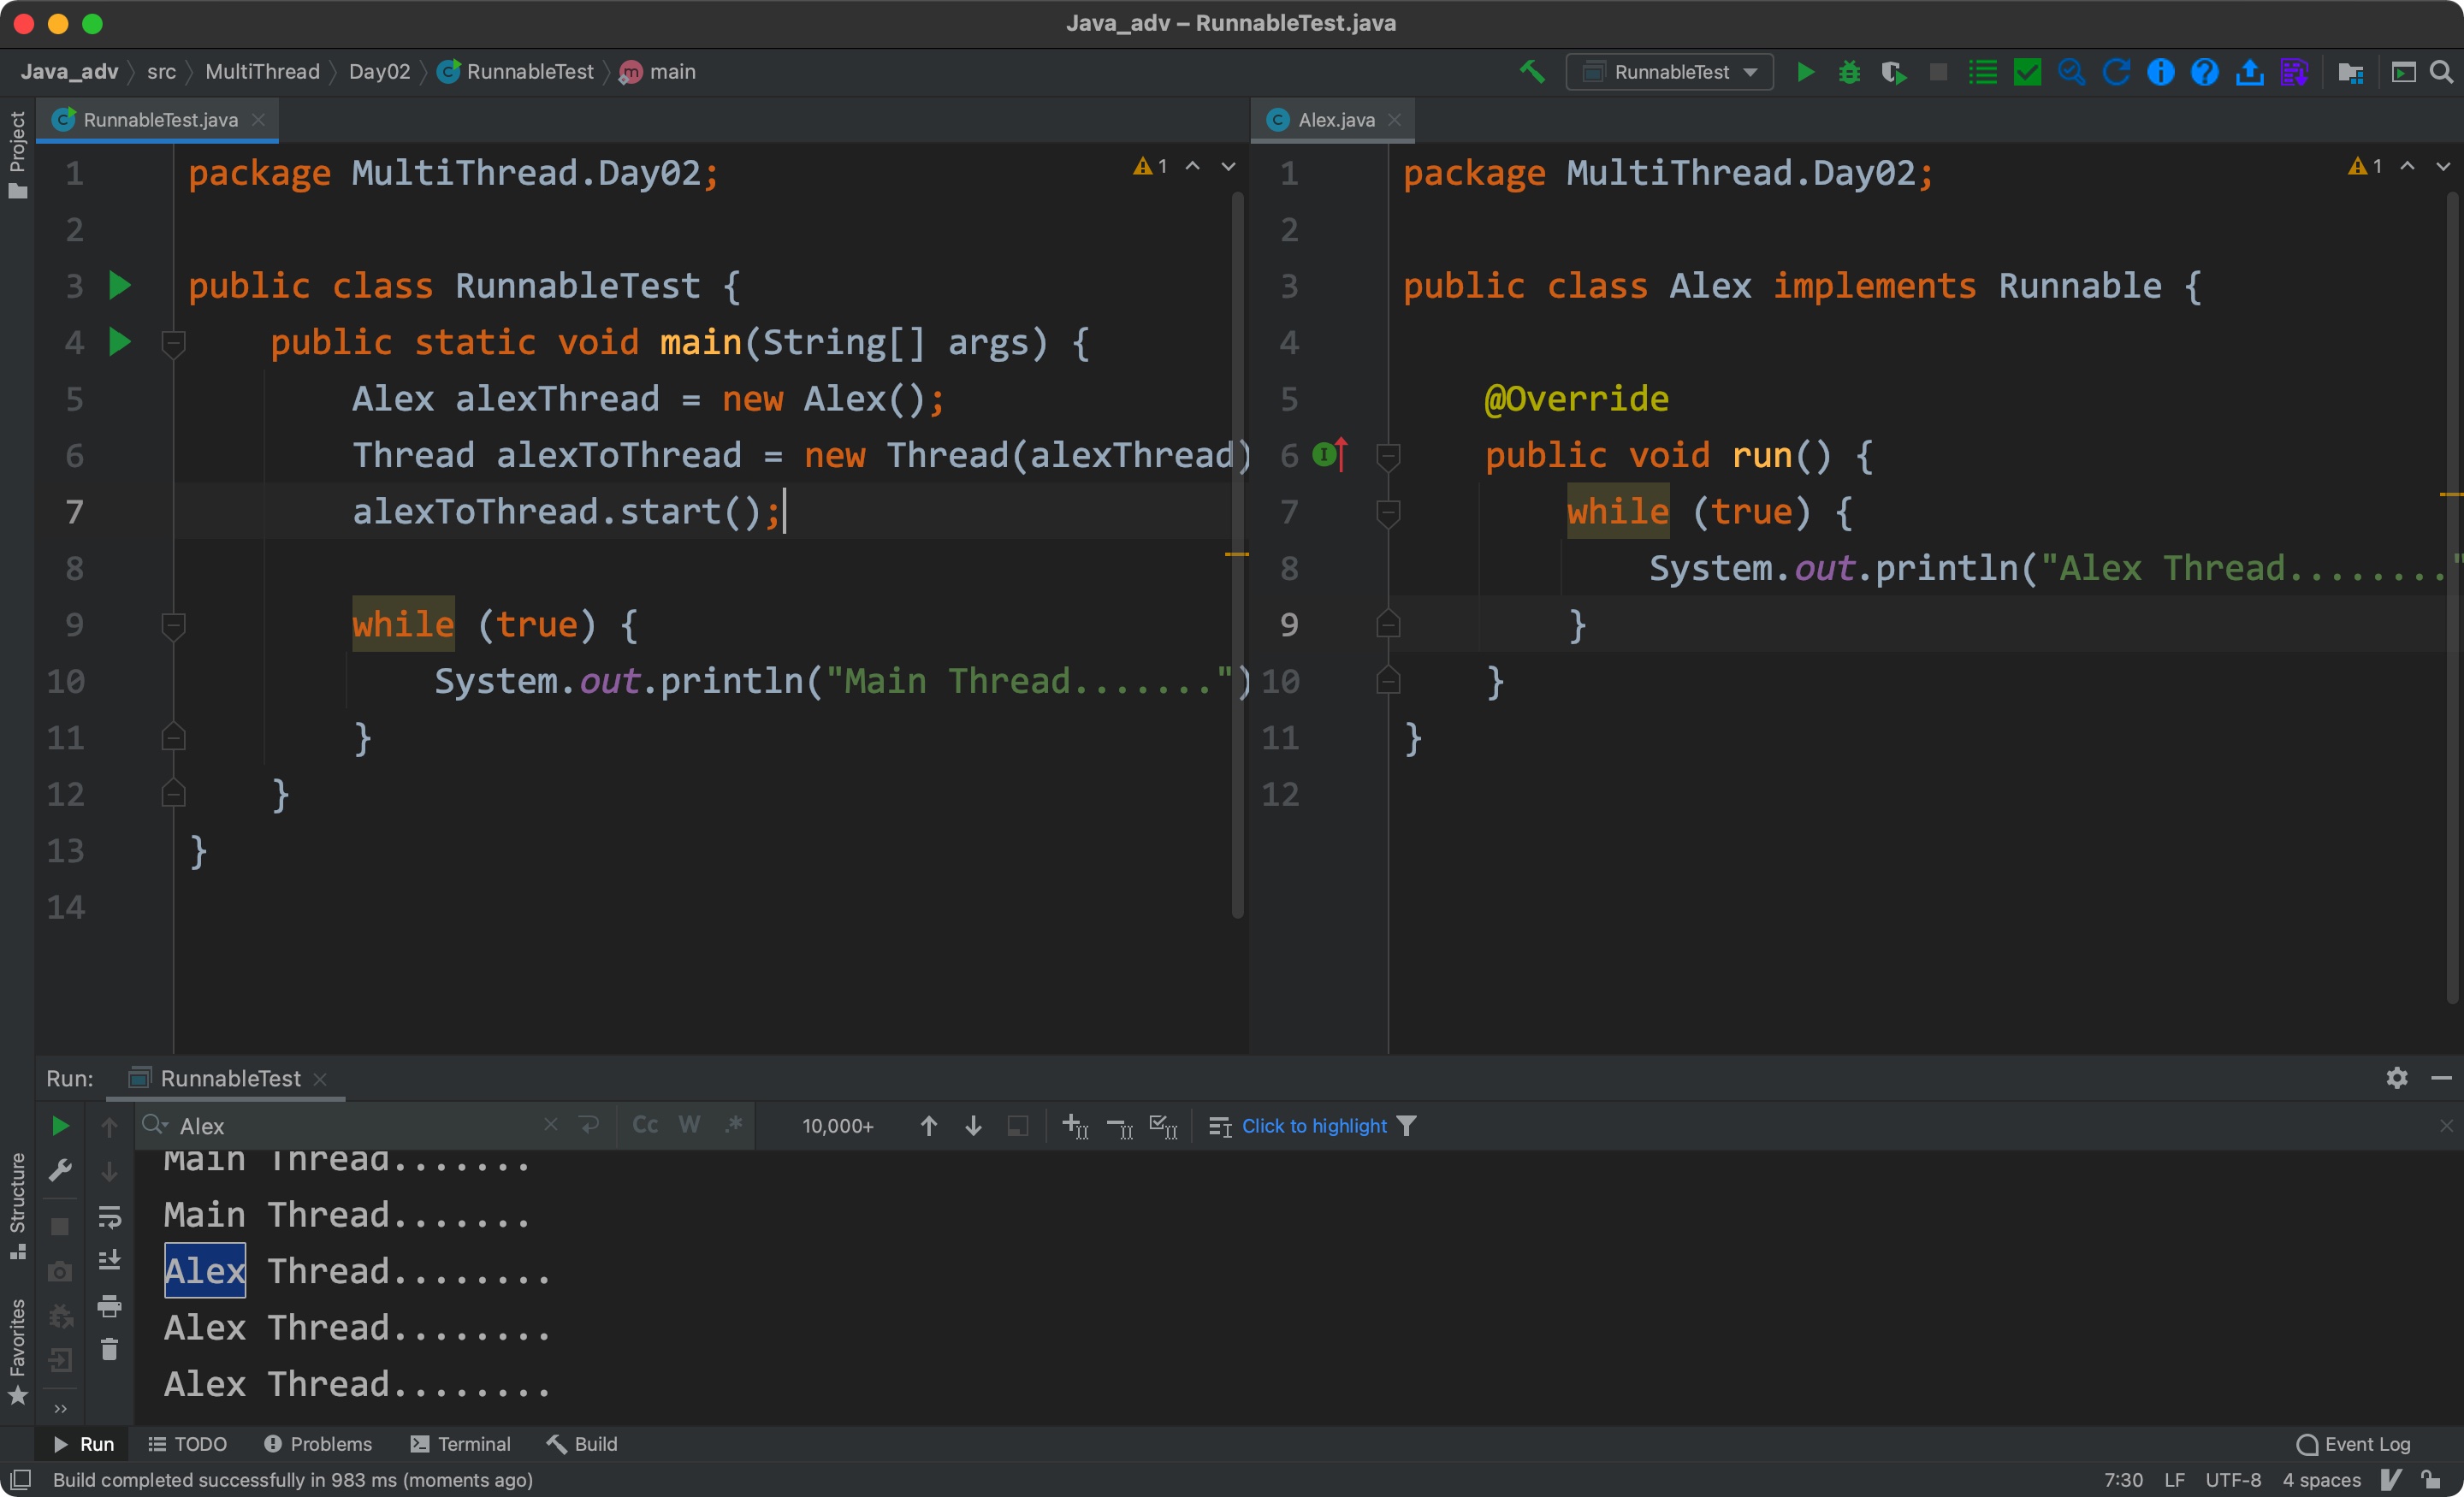 Java_adv – RunnableTest.java
Java_adv src MultiThread Day02 RunnableTest main
RunnableTest
Project
RunnableTest.java
1 package MultiThread.Day02;
2
3 public class RunnableTest {
4 public static void main(String[] args) {
5 Alex alexThread = new Alex();
6 Thread alexToThread = new Thread(alexThread)
7 alexToThread.start();
8
9 while (true) {
10 System.out.println("Main Thread.......")
11 }
12 }
13 }
14
1
Alex.java
1 package MultiThread.Day02;
2
3 public class Alex implements Runnable {
4
5 @Override
6 public void run() {
7 while (true) {
8 System.out.println("Alex Thread........"
9 }
10 }
11 }
12
1
Run: RunnableTest
Alex Cc W .* 10,000+ Click to highlight
Main Thread.......
Main Thread.......
Alex Thread........
Alex Thread........
Alex Thread........
Structure
Favorites
Run TODO Problems Terminal Build Event Log
Build completed successfully in 983 ms (moments ago) 7:30 LF UTF-8 4 spaces